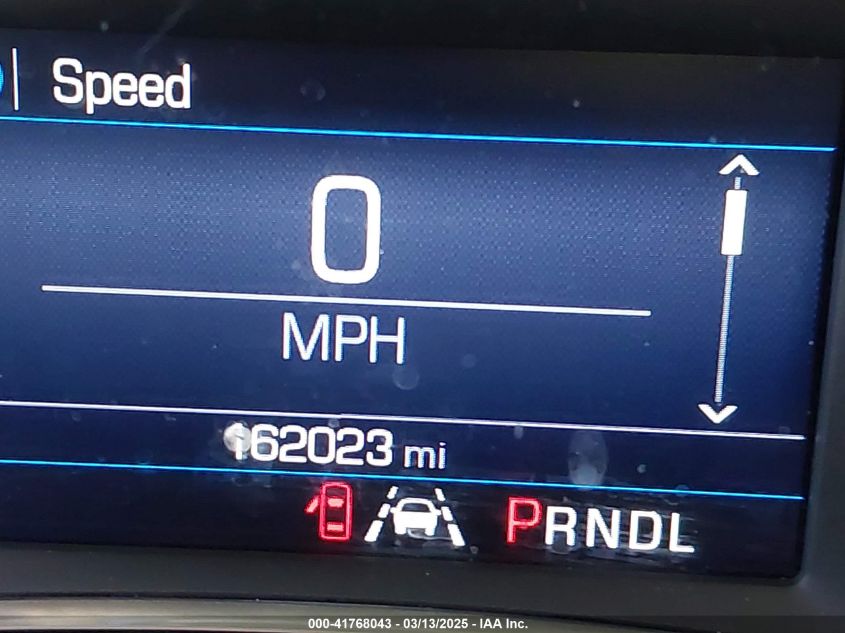 Speed
0
MPH
162023 mi
PRNDL
000-41768043 - 03/13/2025 - IAA Inc.